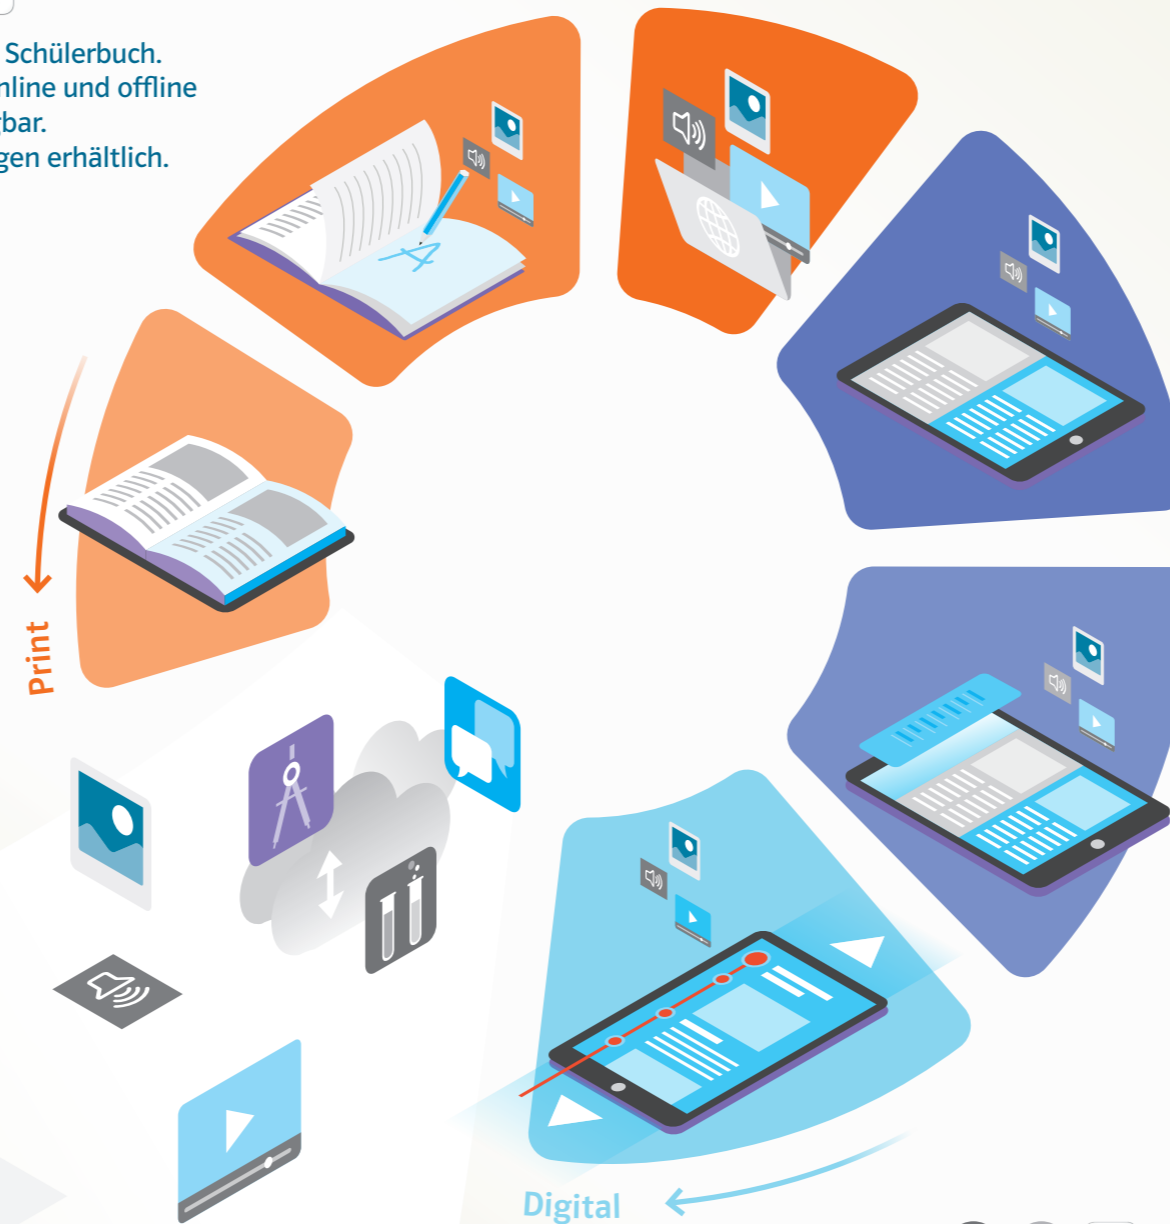 Schülerbuch.
nline und offline
bar.
gen erhältlich.
A
Print
Digital